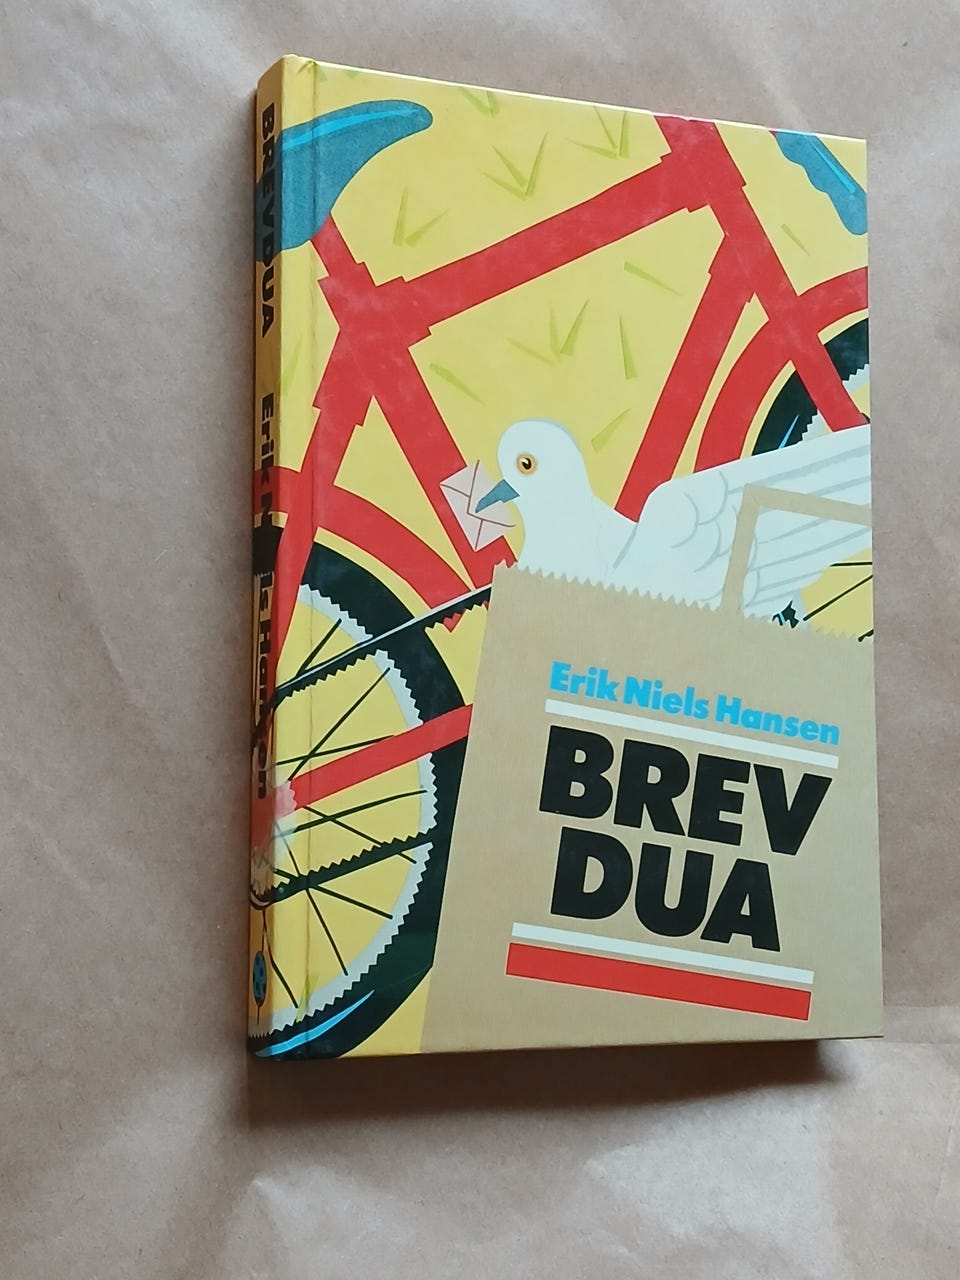 BREVDUA
Erik Niels Hansen
BREV
DUA